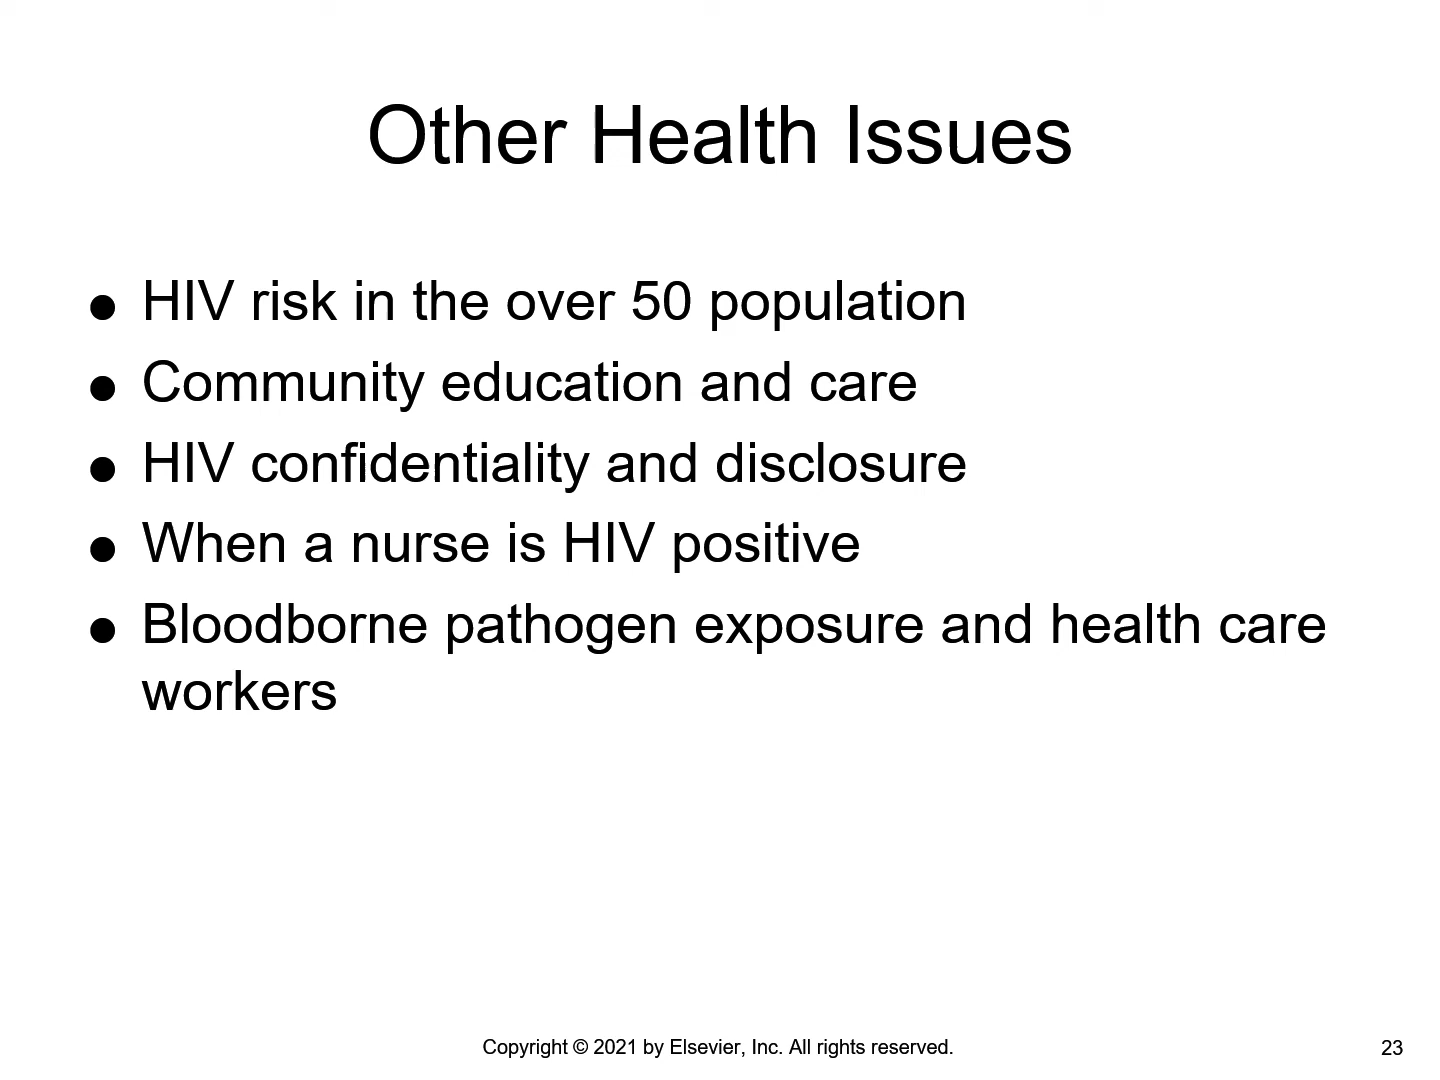 Other Health Issues
● HIV risk in the over 50 population
● Community education and care
● HIV confidentiality and disclosure
● When a nurse is HIV positive
● Bloodborne pathogen exposure and health care
workers
Copyright © 2021 by Elsevier, Inc. All rights reserved.
23